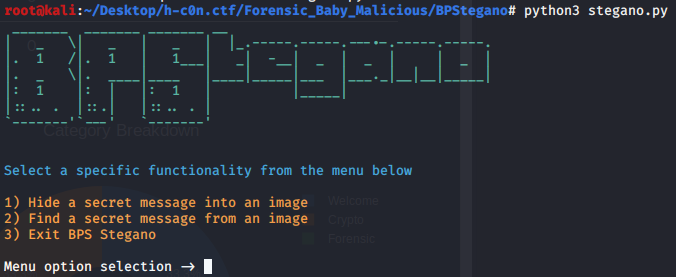 root@kali:~/Desktop/h-c0n.ctf/Forensic_Baby_Malicious/BPStegano# python3 stegano.py
Category Breakdown
Select a specific functionality from the menu below
Welcome
1) Hide a secret message into an image
Crypto
2) Find a secret message from an image
Forensic
3) Exit BPS Stegano
Menu option selection →